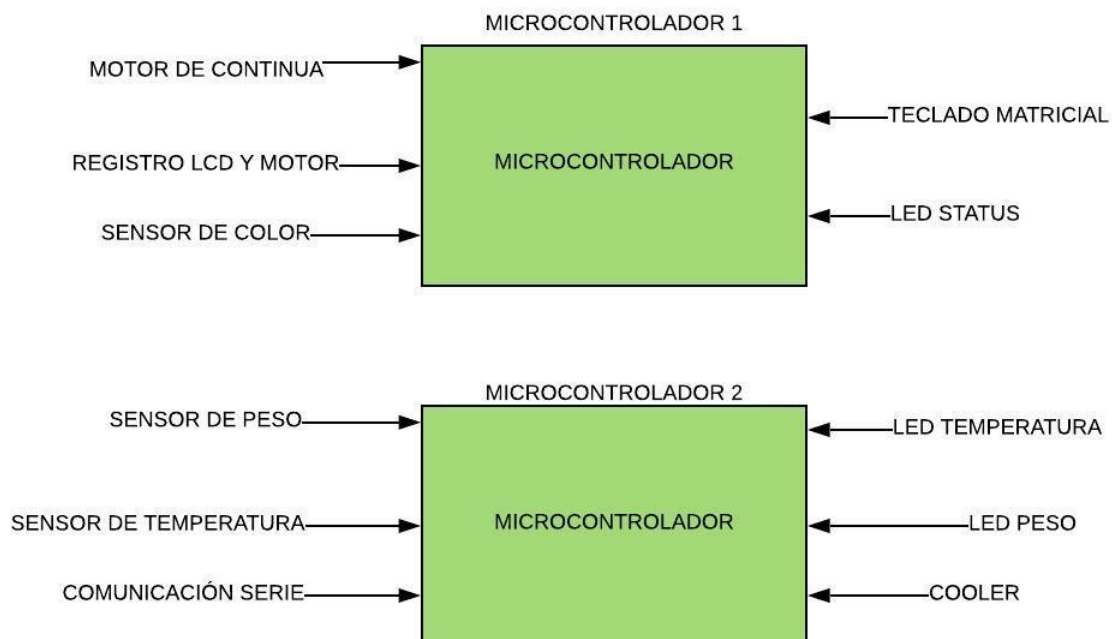 MICROCONTROLADOR 1
MOTOR DE CONTINUA
TECLADO MATRICIAL
REGISTRO LCD Y MOTOR
MICROCONTROLADOR
LED STATUS
SENSOR DE COLOR
MICROCONTROLADOR 2
SENSOR DE PESO
LED TEMPERATURA
SENSOR DE TEMPERATURA
MICROCONTROLADOR
LED PESO
COMUNICACIÓN SERIE
COOLER